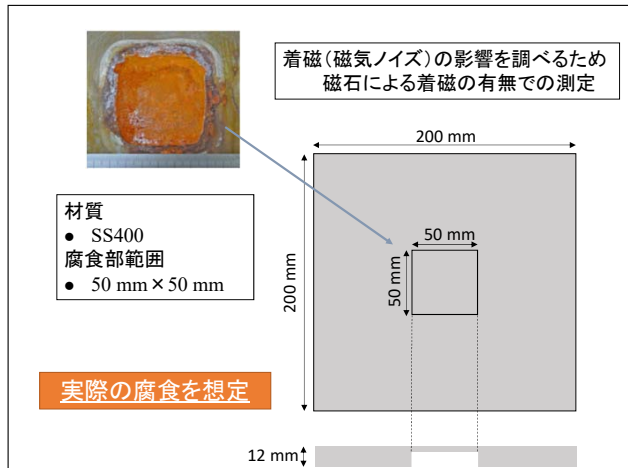 着磁(磁気ノイズ)の影響を調べるため
磁石による着磁の有無での測定
200 mm
材質
● SS400
腐食部範囲
● 50 mm×50 mm
50 mm
50 mm
200 mm
実際の腐食を想定
12 mm